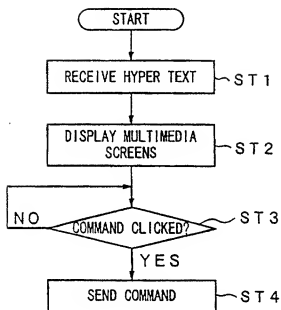 START
RECEIVE HYPER TEXT
ST1
DISPLAY MULTIMEDIA
SCREENS
ST2
NO
COMMAND CLICKED?
ST3
YES
SEND COMMAND
ST4